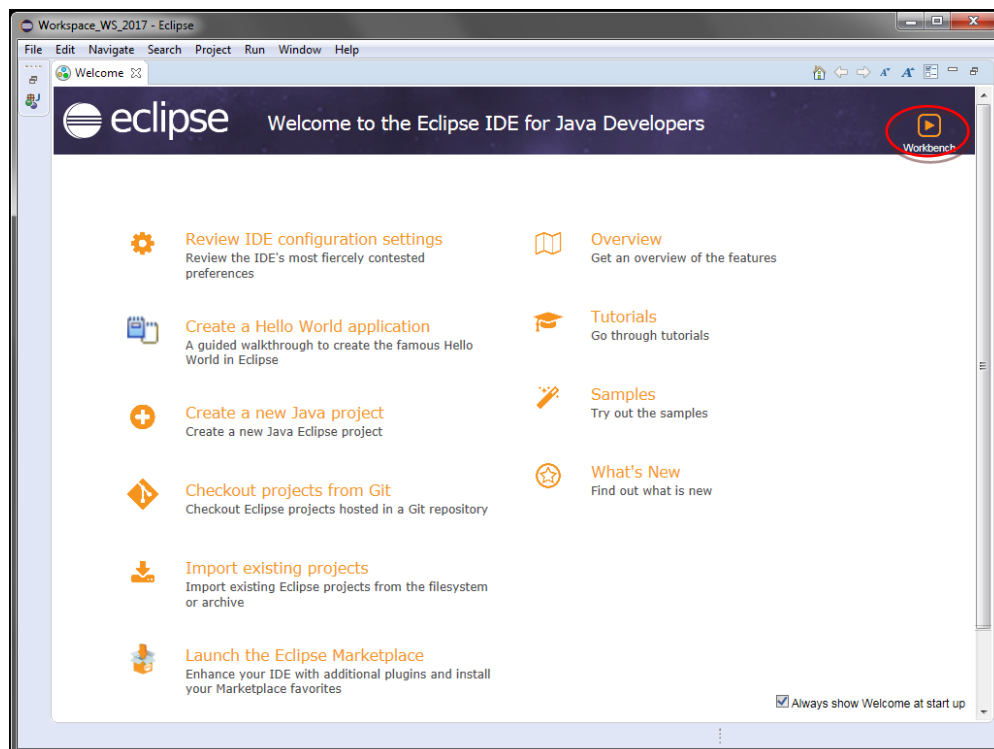 Workspace_WS_2017 - Eclipse
File Edit Navigate Search Project Run Window Help
Welcome
eclipse Welcome to the Eclipse IDE for Java Developers
Workbench
Review IDE configuration settings
Review the IDE's most fiercely contested
preferences
Create a Hello World application
A guided walkthrough to create the famous Hello
World in Eclipse
Create a new Java project
Create a new Java Eclipse project
Checkout projects from Git
Checkout Eclipse projects hosted in a Git repository
Import existing projects
Import existing Eclipse projects from the filesystem
or archive
Launch the Eclipse Marketplace
Enhance your IDE with additional plugins and install
your Marketplace favorites
Overview
Get an overview of the features
Tutorials
Go through tutorials
Samples
Try out the samples
What's New
Find out what is new
Always show Welcome at start up